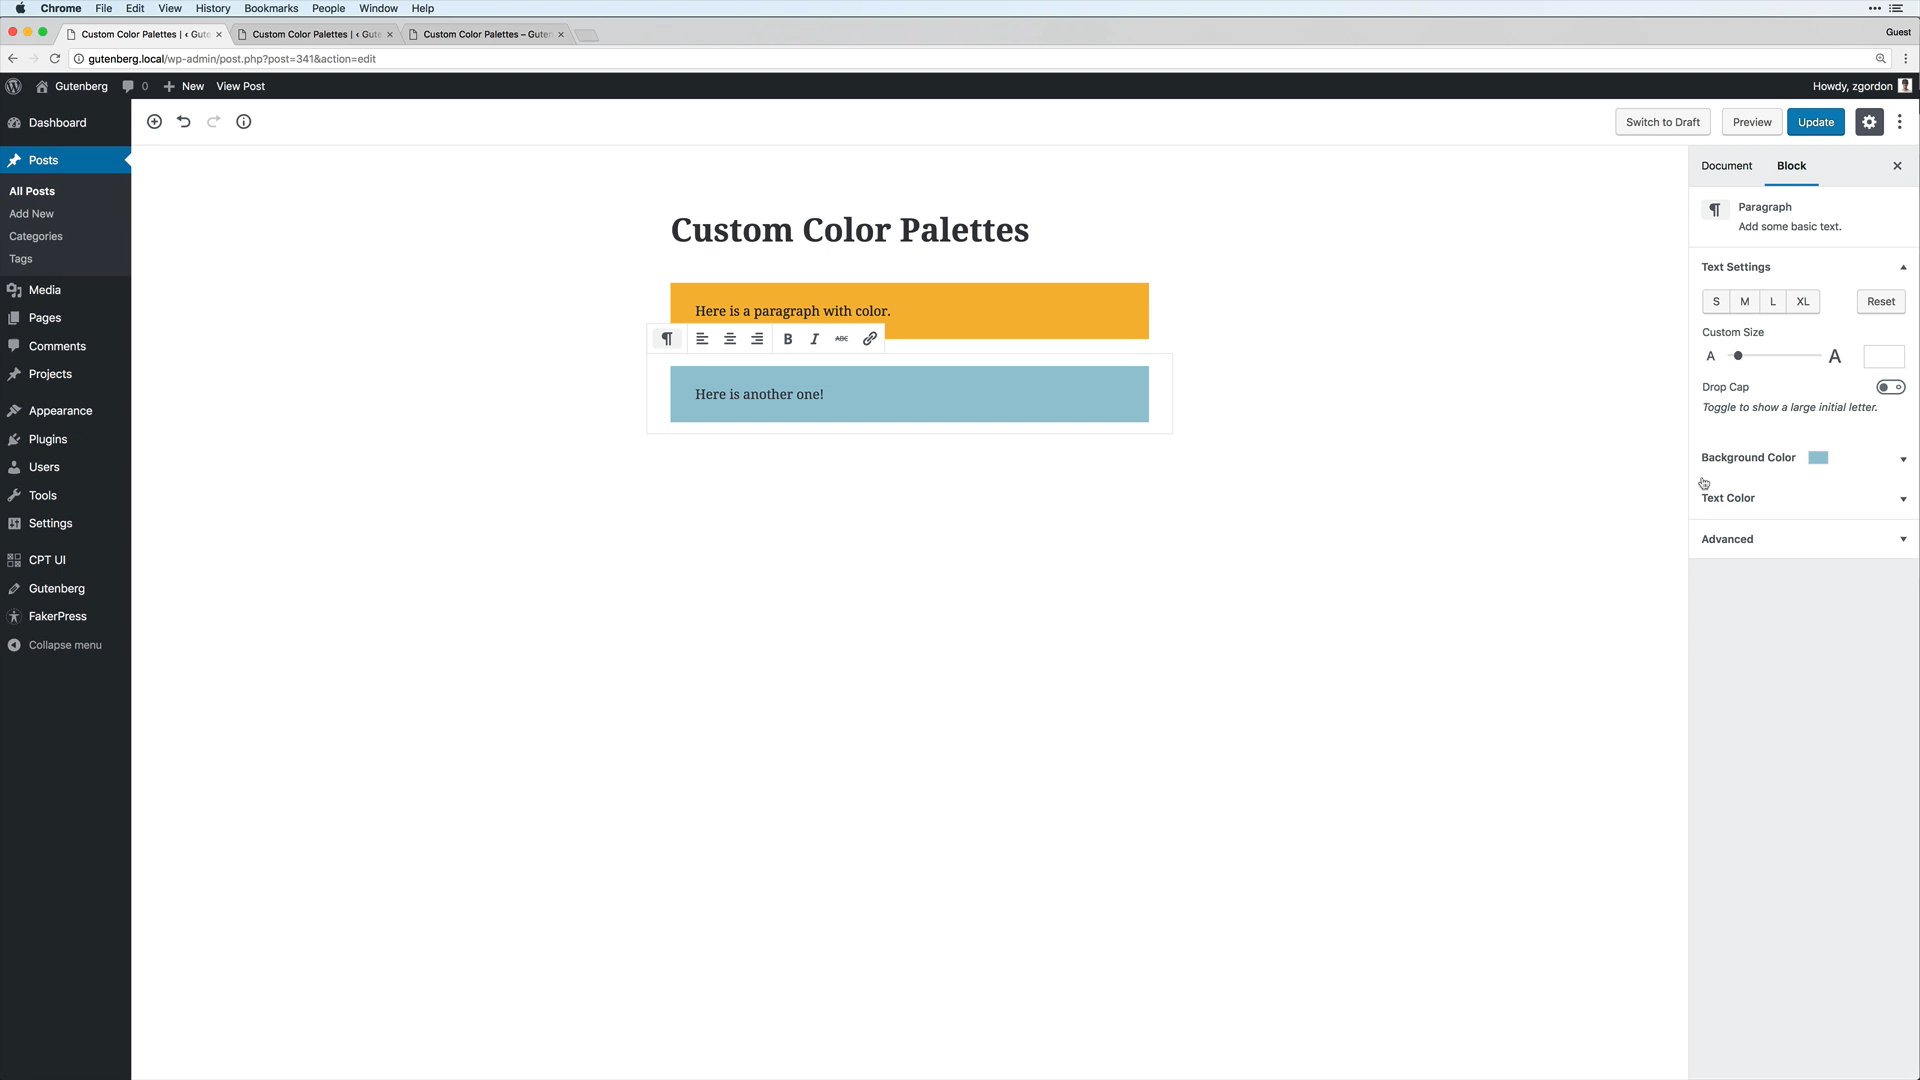 Chrome File Edit View History Bookmarks People Window Help
Custom Color Palettes | ‹ Gute
Custom Color Palettes | ‹ Gute
Custom Color Palettes – Guten
Guest
gutenberg.local/wp-admin/post.php?post=341&action=edit
Gutenberg 0 New View Post
Howdy, zgordon
Dashboard
Switch to Draft Preview Update
Posts
Document Block
All Posts
Add New
Categories
Tags
Media
Pages
Comments
Projects
Appearance
Plugins
Users
Tools
Settings
CPT UI
Gutenberg
FakerPress
Collapse menu
Custom Color Palettes
Here is a paragraph with color.
B I ABC
Here is another one!
Paragraph
Add some basic text.
Text Settings
S M L XL Reset
Custom Size
A A
Drop Cap
Toggle to show a large initial letter.
Background Color
Text Color
Advanced